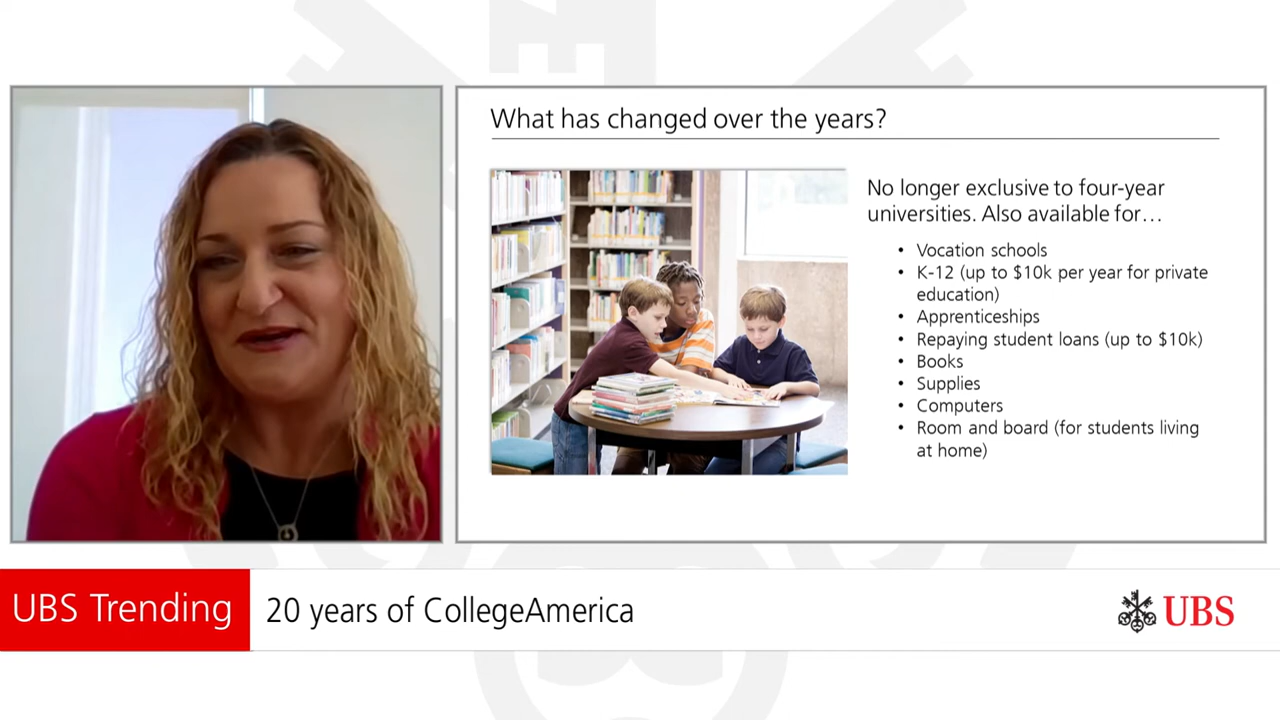 What has changed over the years?
No longer exclusive to four-year
universities. Also available for…
• Vocation schools
• K-12 (up to $10k per year for private
education)
• Apprenticeships
• Repaying student loans (up to $10k)
• Books
• Supplies
• Computers
• Room and board (for students living
at home)
UBS Trending
20 years of CollegeAmerica
UBS